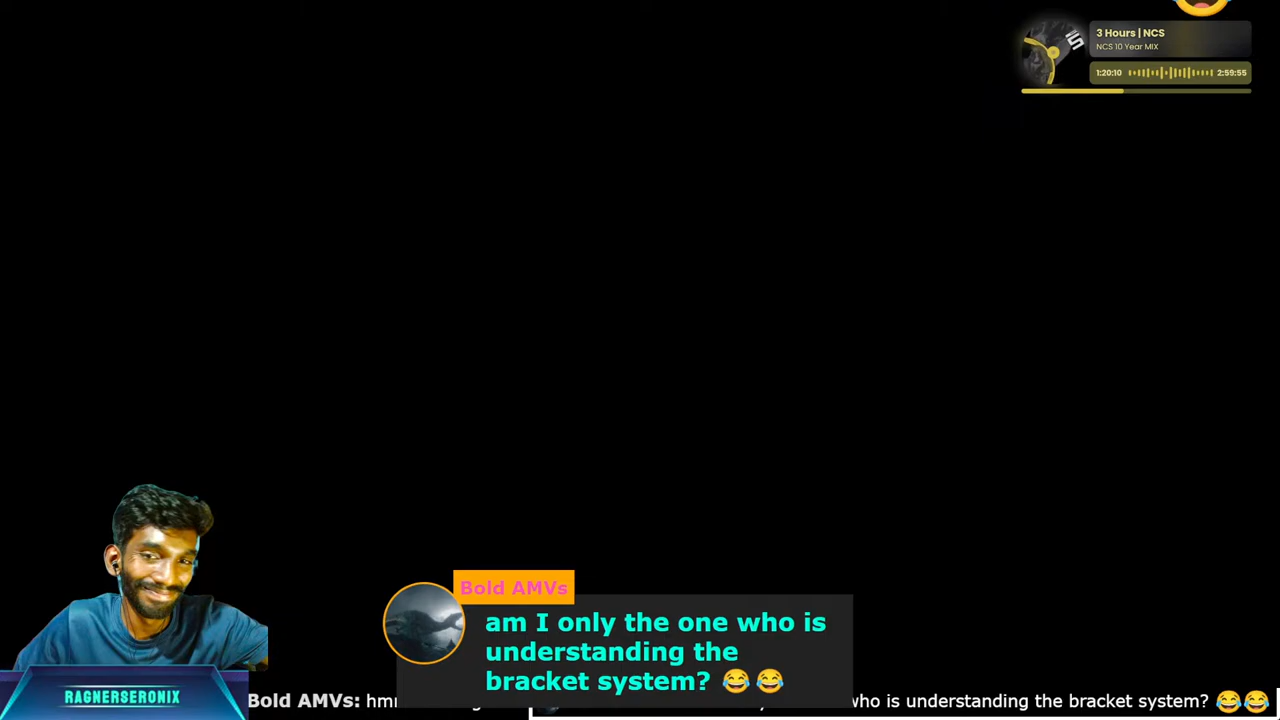 3 Hours | NCS
NCS 10 Year MIX
1:20:10 2:59:55
Bold AMVs
am I only the one who is
understanding the
bracket system? 😂 😂
RAGNERSERONIX
Bold AMVs: who is understanding the bracket system? 😂😂